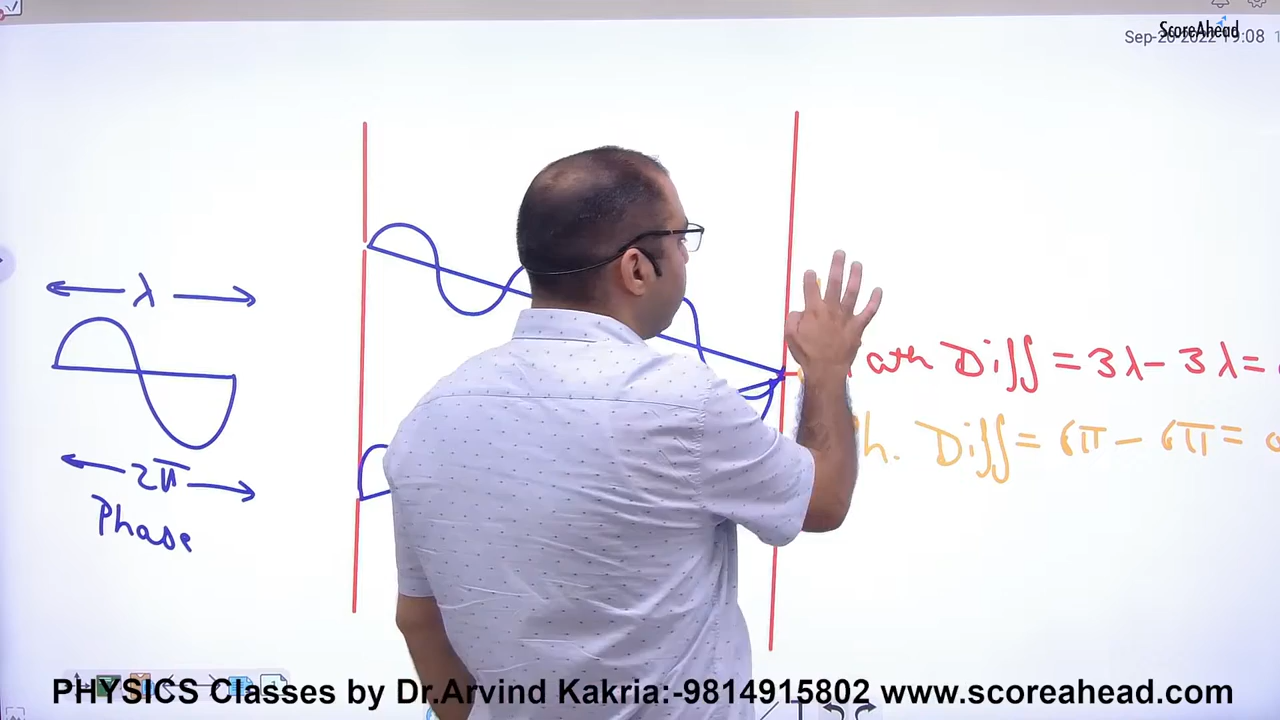 ScoreAhead
λ
2π
Phase
ath Diff = 3λ - 3λ =
h. Diff = 6π - 6π =
PHYSICS Classes by Dr.Arvind Kakria:-9814915802 www.scoreahead.com